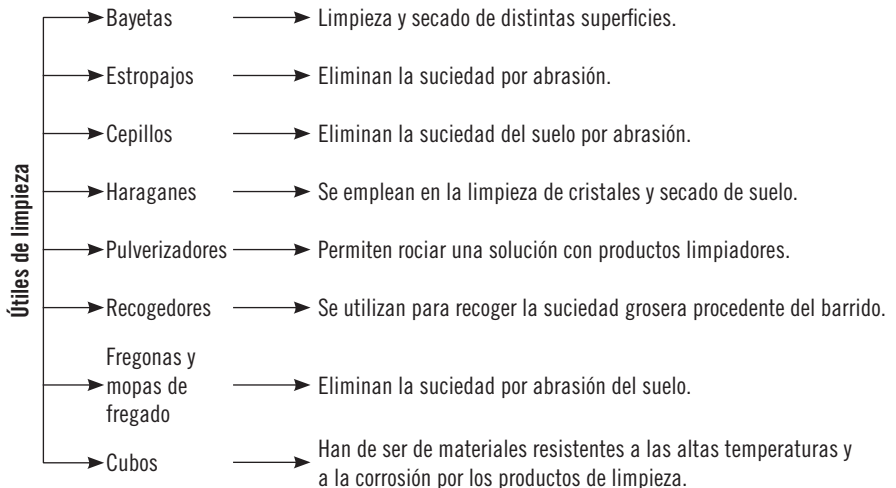 Útiles de limpieza
Bayetas
Limpieza y secado de distintas superficies.
Estropajos
Eliminan la suciedad por abrasión.
Cepillos
Eliminan la suciedad del suelo por abrasión.
Haraganes
Se emplean en la limpieza de cristales y secado de suelo.
Pulverizadores
Permiten rociar una solución con productos limpiadores.
Recogedores
Se utilizan para recoger la suciedad grosera procedente del barrido.
Fregonas y
mopas de
fregado
Eliminan la suciedad por abrasión del suelo.
Cubos
Han de ser de materiales resistentes a las altas temperaturas y
a la corrosión por los productos de limpieza.